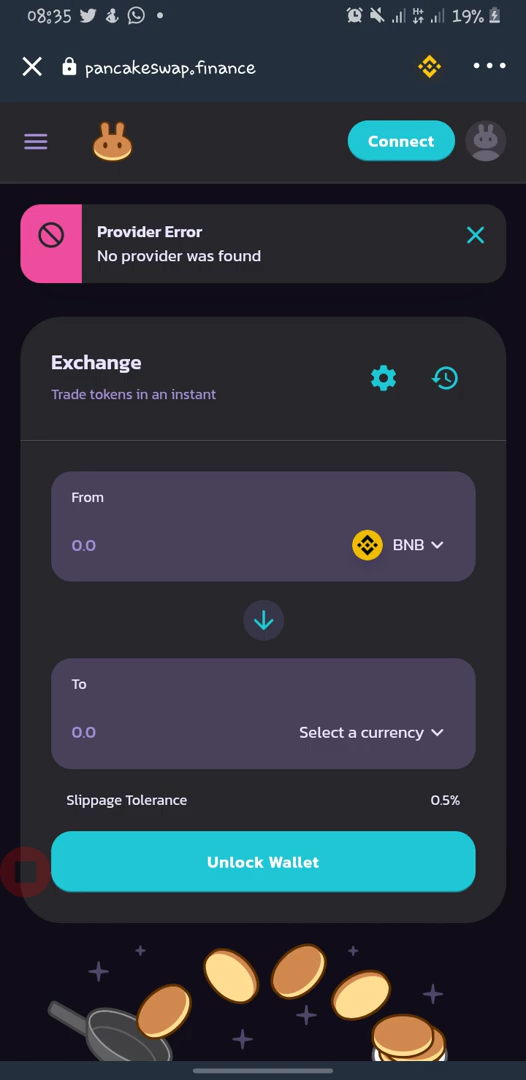 08:35
19%
pancakeswap.finance
Connect
Provider Error
No provider was found
Exchange
Trade tokens in an instant
From
0.0 BNB
To
0.0 Select a currency
Slippage Tolerance 0.5%
Unlock Wallet